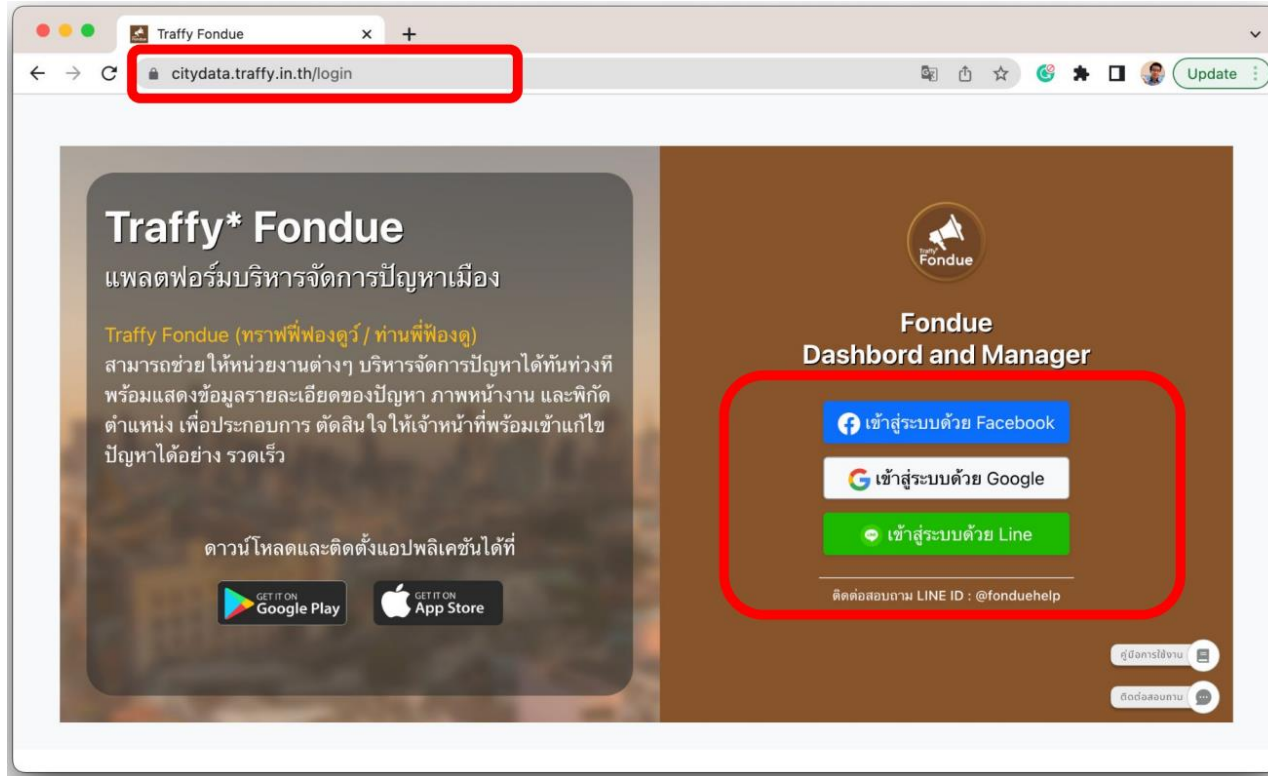 Traffy Fondue
citydata.traffy.in.th/login
Update
Traffy* Fondue
แพลตฟอร์มบริหารจัดการปัญหาเมือง
Traffy Fondue (ทราฟฟี่ฟองดูว์ / ท่านพี่ฟ้องดู)
สามารถช่วยให้หน่วยงานต่างๆ บริหารจัดการปัญหาได้ทันท่วงที
พร้อมแสดงข้อมูลรายละเอียดของปัญหา ภาพหน้างาน และพิกัด
ตำแหน่ง เพื่อประกอบการ ตัดสินใจให้เจ้าหน้าที่พร้อมเข้าแก้ไข
ปัญหาได้อย่าง รวดเร็ว
ดาวน์โหลดและติดตั้งแอปพลิเคชันได้ที่
GET IT ON
Google Play
GET IT ON
App Store
Traffy*
Fondue
Fondue
Dashbord and Manager
เข้าสู่ระบบด้วย Facebook
เข้าสู่ระบบด้วย Google
เข้าสู่ระบบด้วย Line
ติดต่อสอบถาม LINE ID : @fonduehelp
คู่มือการใช้งาน
ติดต่อสอบถาม